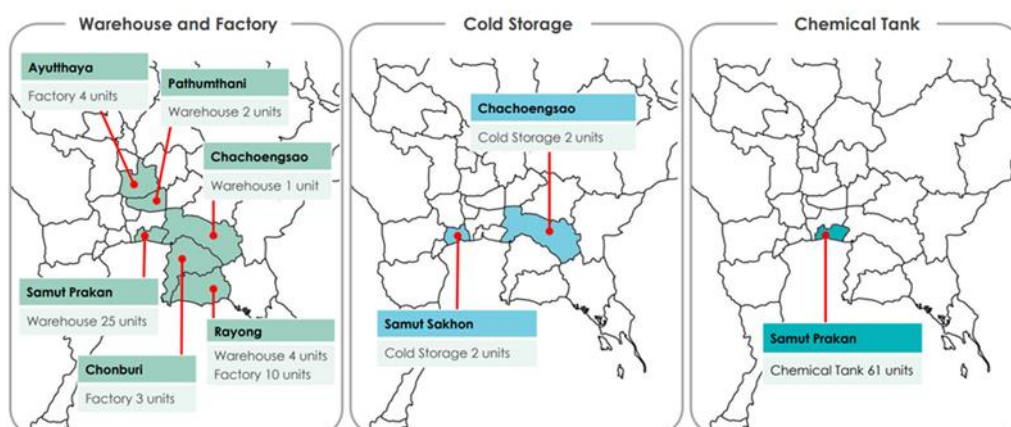 Warehouse and Factory
Ayutthaya
Factory 4 units
Pathumthani
Warehouse 2 units
Chachoengsao
Warehouse 1 unit
Samut Prakan
Warehouse 25 units
Rayong
Warehouse 4 units
Factory 10 units
Chonburi
Factory 3 units
Cold Storage
Chachoengsao
Cold Storage 2 units
Samut Sakhon
Cold Storage 2 units
Chemical Tank
Samut Prakan
Chemical Tank 61 units